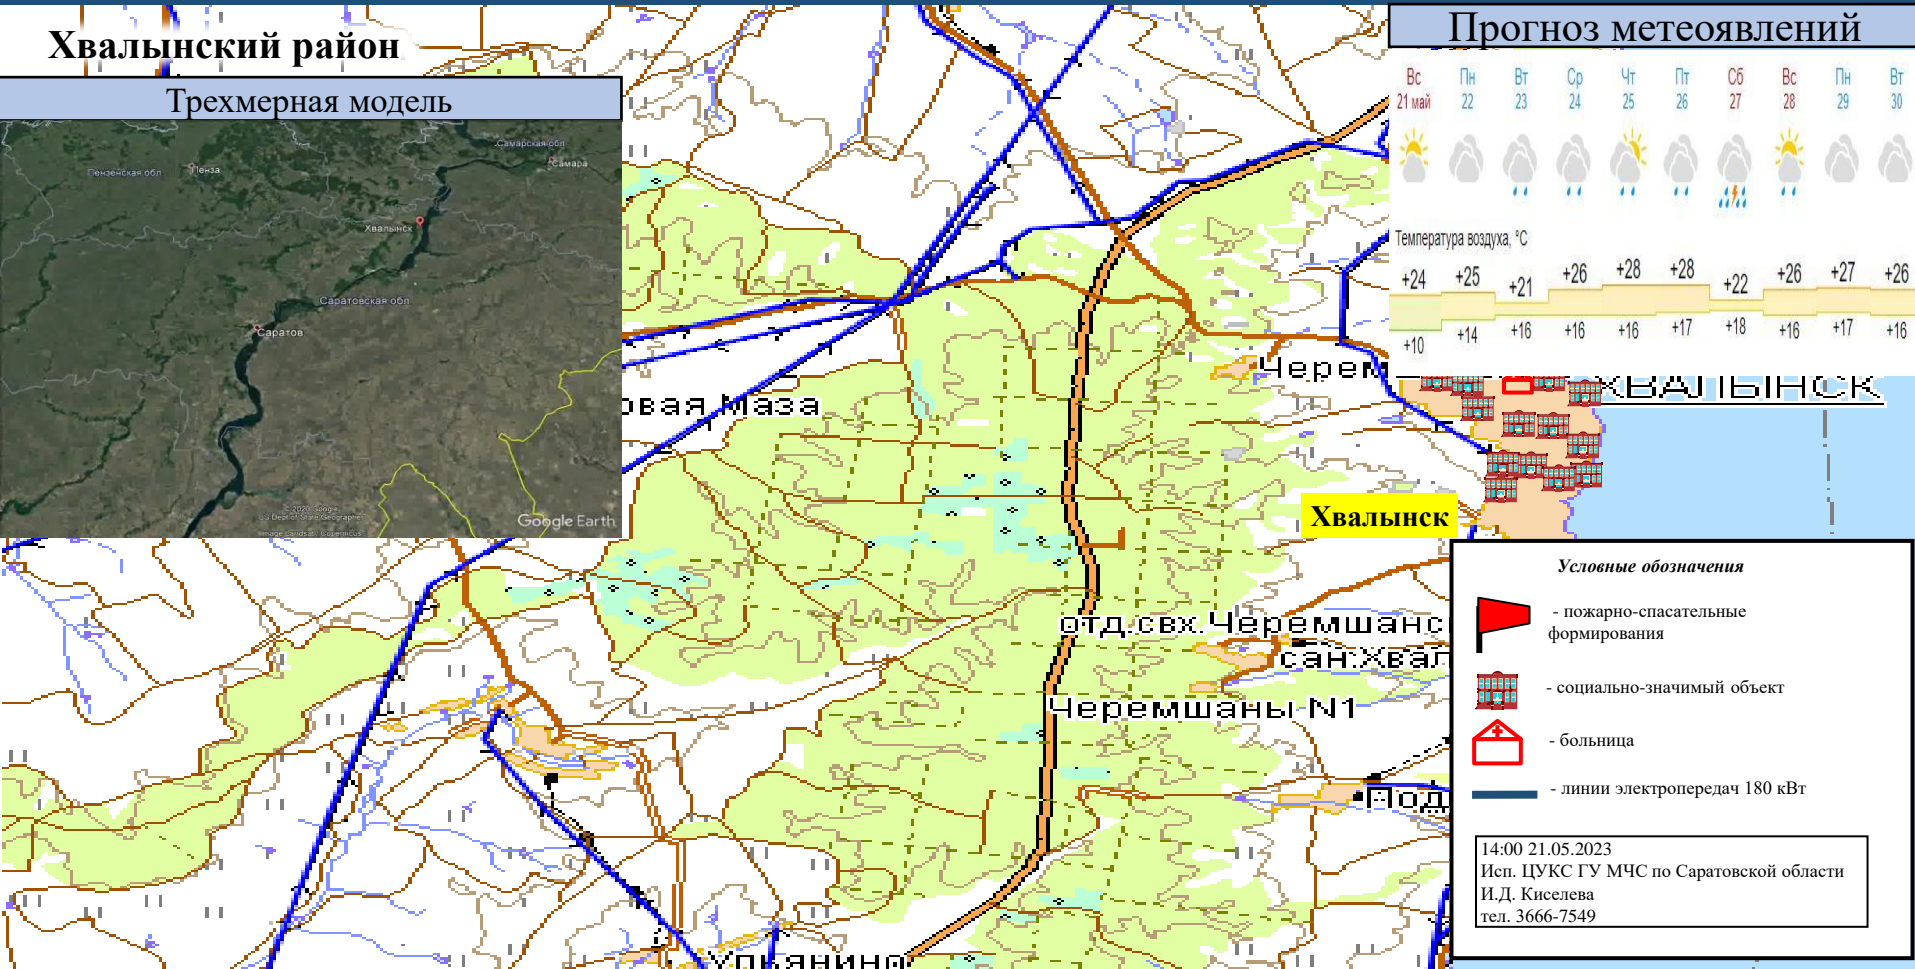 Хвалынский район
Трехмерная модель
Пензенская обл
Пенза
Самарская обл
Самара
Хвалынск
Саратовская обл
Саратов
Google Earth
Прогноз метеоявлений
Вс Пн Вт Ср Чт Пт Сб Вс Пн Вт
21 май 22 23 24 25 26 27 28 29 30
Температура воздуха, °C
+24 +25 +21 +26 +28 +28 +22 +26 +27 +26
+10 +14 +16 +16 +16 +17 +18 +16 +17 +16
Черем
ХВАЛЫНСК
овая Маза
Хвалынск
отд.свх.Черемшанс
сан.Хвал
Черемшаны N1
Под
Ульянино
Условные обозначения
- пожарно-спасательные
формирования
- социально-значимый объект
- больница
- линии электропередач 180 кВт
14:00 21.05.2023
Исп. ЦУКС ГУ МЧС по Саратовской области
И.Д. Киселева
тел. 3666-7549